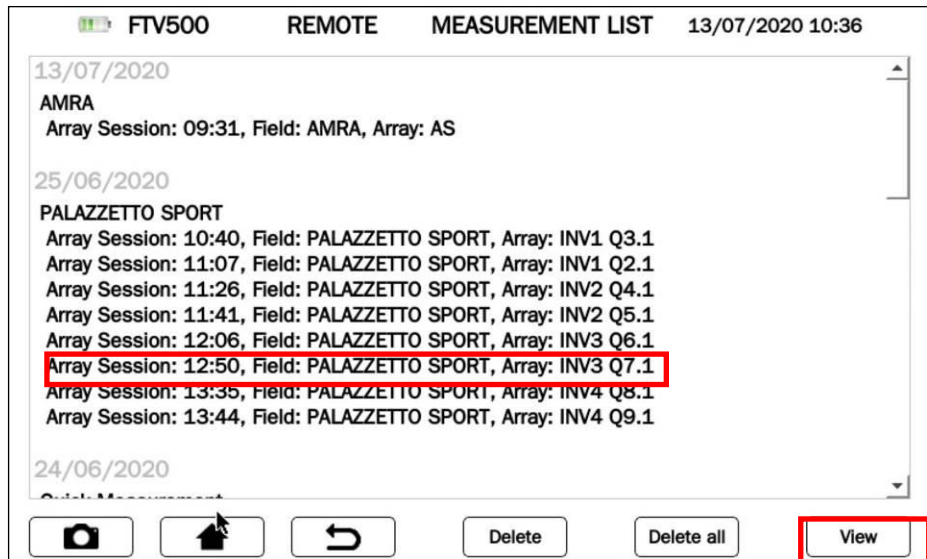 FTV500 REMOTE MEASUREMENT LIST 13/07/2020 10:36
13/07/2020
AMRA
Array Session: 09:31, Field: AMRA, Array: AS
25/06/2020
PALAZZETTO SPORT
Array Session: 10:40, Field: PALAZZETTO SPORT, Array: INV1 Q3.1
Array Session: 11:07, Field: PALAZZETTO SPORT, Array: INV1 Q2.1
Array Session: 11:26, Field: PALAZZETTO SPORT, Array: INV2 Q4.1
Array Session: 11:41, Field: PALAZZETTO SPORT, Array: INV2 Q5.1
Array Session: 12:06, Field: PALAZZETTO SPORT, Array: INV3 Q6.1
Array Session: 12:50, Field: PALAZZETTO SPORT, Array: INV3 Q7.1
Array Session: 13:35, Field: PALAZZETTO SPORT, Array: INV4 Q8.1
Array Session: 13:44, Field: PALAZZETTO SPORT, Array: INV4 Q9.1
24/06/2020
Quick Measurement
Delete Delete all View